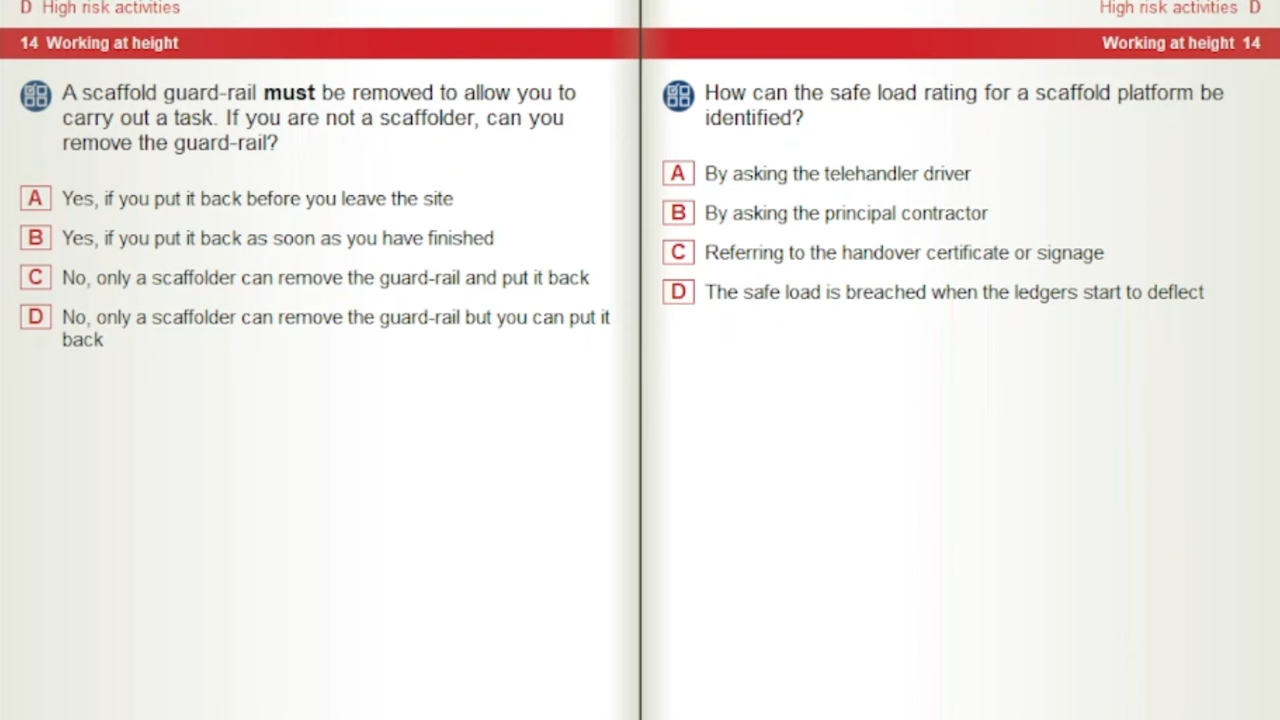 D High risk activities
14 Working at height
A scaffold guard-rail must be removed to allow you to
carry out a task. If you are not a scaffolder, can you
remove the guard-rail?
A Yes, if you put it back before you leave the site
B Yes, if you put it back as soon as you have finished
C No, only a scaffolder can remove the guard-rail and put it back
D No, only a scaffolder can remove the guard-rail but you can put it
back
High risk activities D
Working at height 14
How can the safe load rating for a scaffold platform be
identified?
A By asking the telehandler driver
B By asking the principal contractor
C Referring to the handover certificate or signage
D The safe load is breached when the ledgers start to deflect